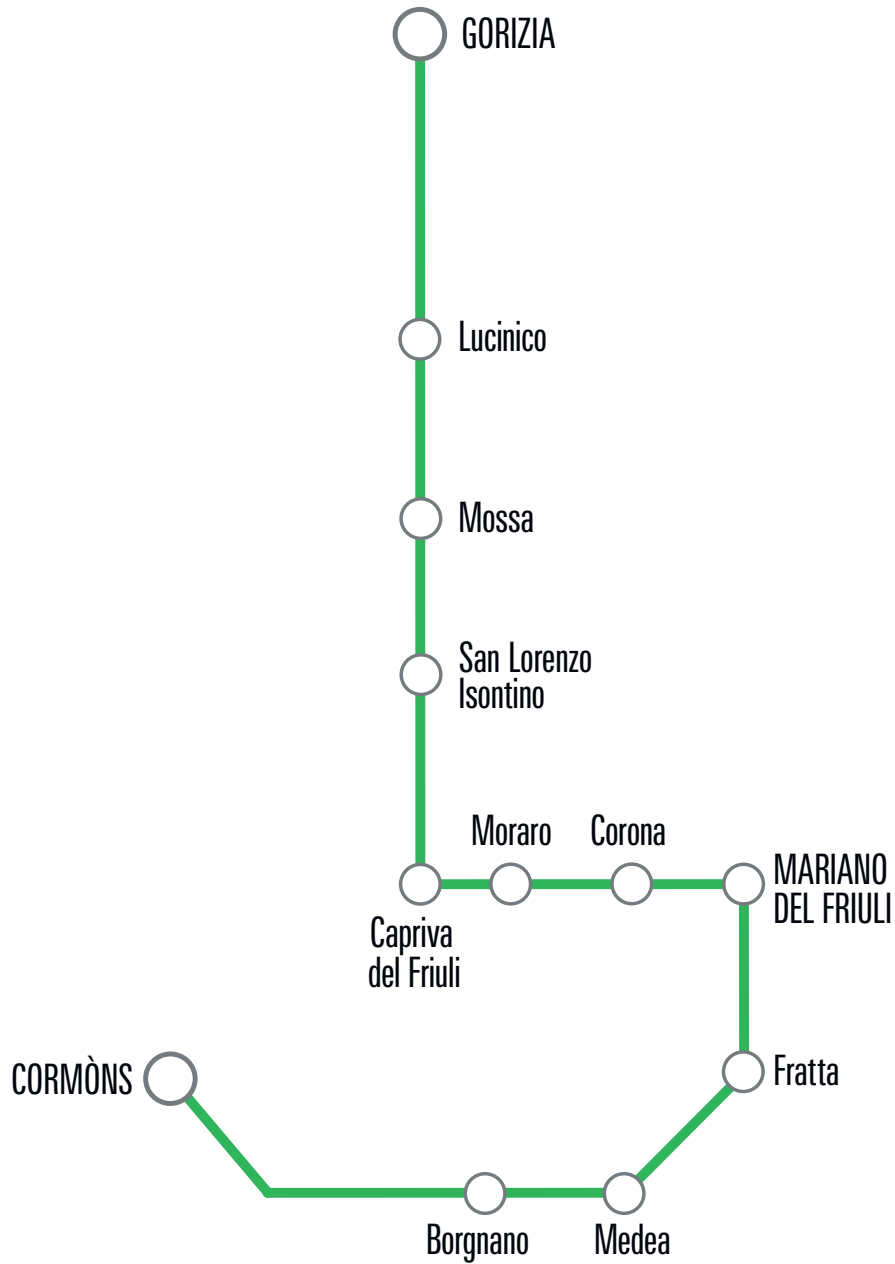 GORIZIA
Lucinico
Mossa
San Lorenzo
Isontino
Moraro
Corona
MARIANO
DEL FRIULI
Capriva
del Friuli
CORMÒNS
Fratta
Borgnano
Medea